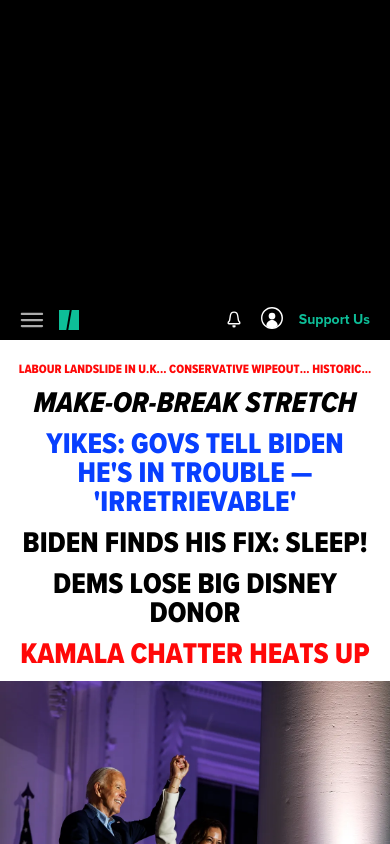 Support Us
LABOUR LANDSLIDE IN U.K... CONSERVATIVE WIPEOUT... HISTORIC...
MAKE-OR-BREAK STRETCH
YIKES: GOVS TELL BIDEN
HE'S IN TROUBLE —
'IRRETRIEVABLE'
BIDEN FINDS HIS FIX: SLEEP!
DEMS LOSE BIG DISNEY
DONOR
KAMALA CHATTER HEATS UP